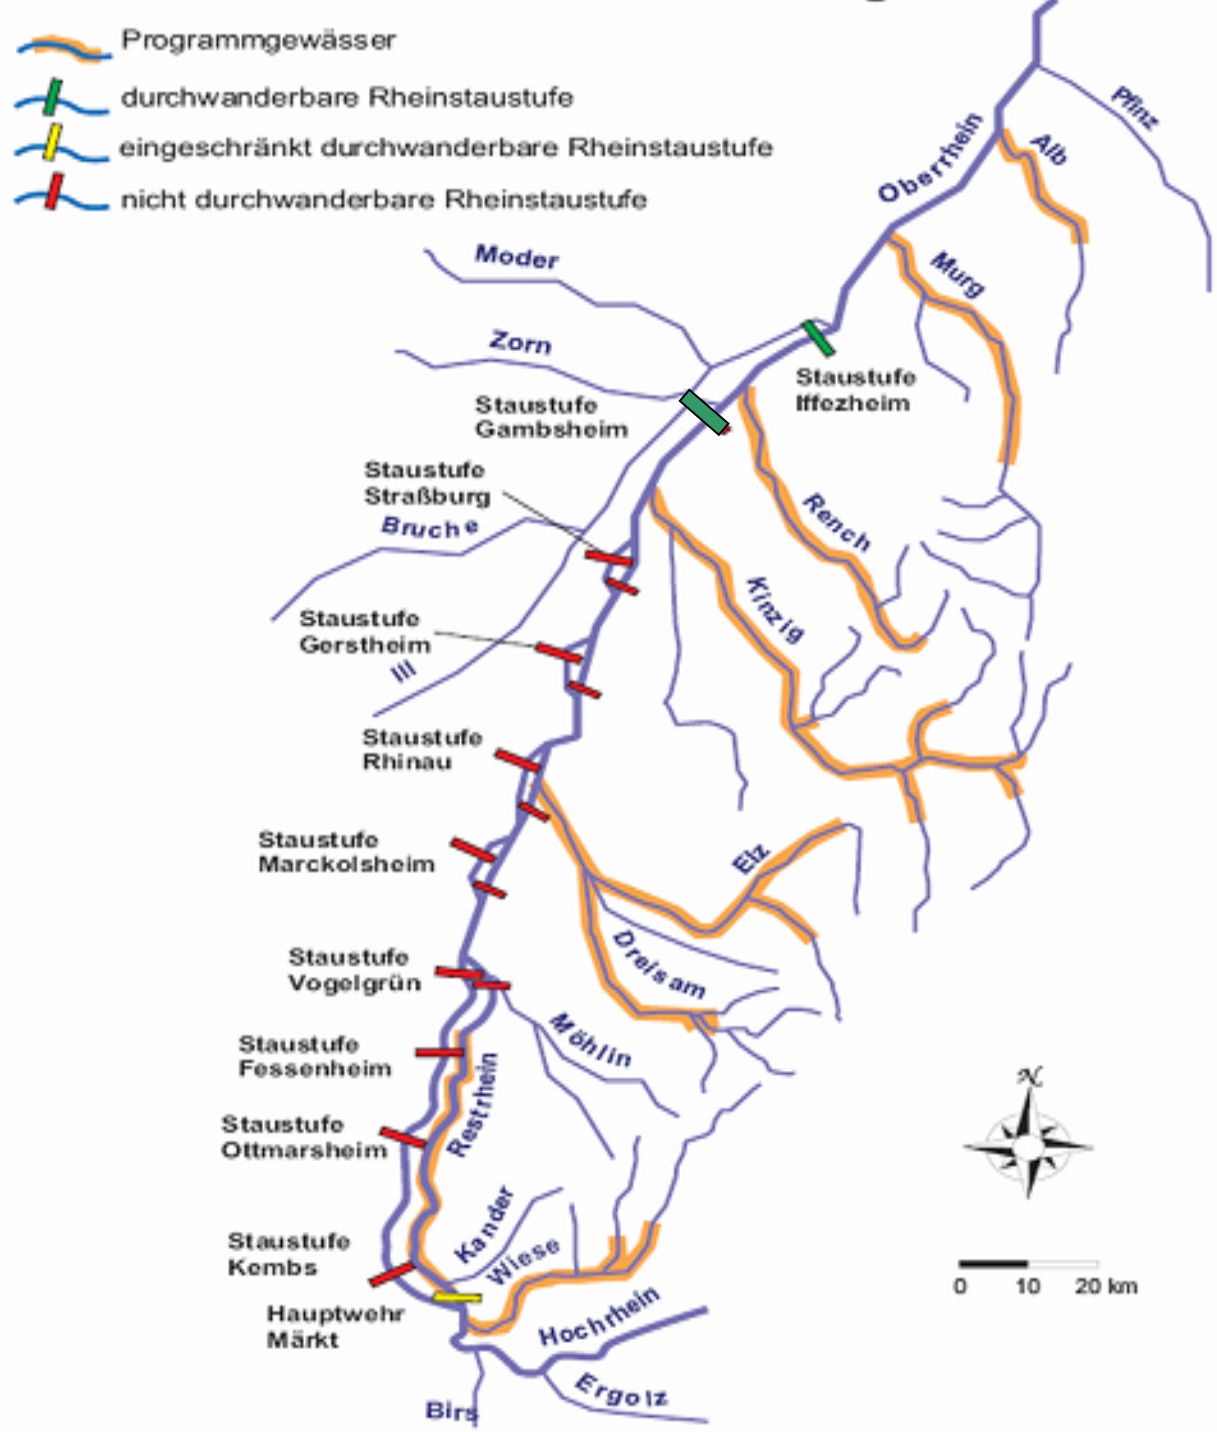 Programmgewässer
durchwanderbare Rheinstaustufe
eingeschränkt durchwanderbare Rheinstaustufe
nicht durchwanderbare Rheinstaustufe
Pfinz
Alb
Oberrhein
Murg
Moder
Zorn
Staustufe
Iffezheim
Staustufe
Gambsheim
Staustufe
Straßburg
Bruche
Rench
Kinzig
Staustufe
Gerstheim
Ill
Staustufe
Rhinau
Staustufe
Marckolsheim
Elz
Dreisam
Staustufe
Vogelgrün
Möhlin
Staustufe
Fessenheim
Restrhein
Staustufe
Ottmarsheim
N
Kander
Wiese
Staustufe
Kembs
Hauptwehr
Märkt
0 10 20 km
Hochrhein
Ergolz
Birs